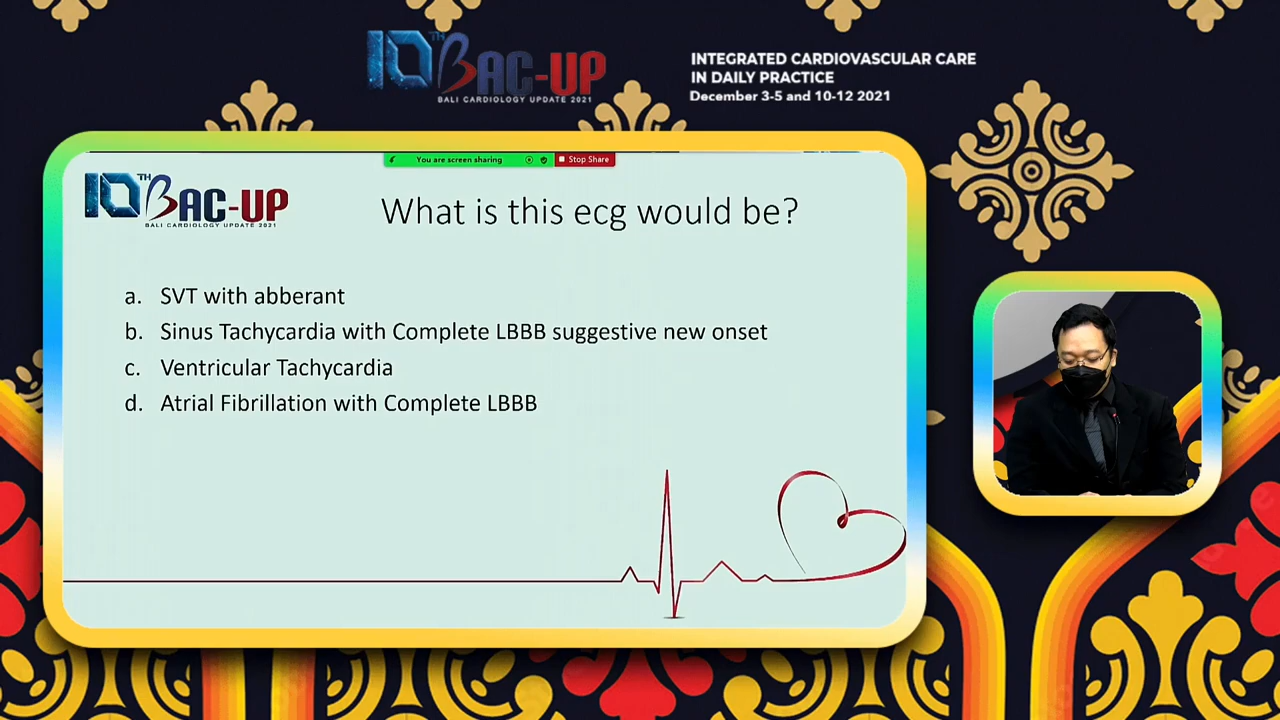 10TH BAC-UP
BALI CARDIOLOGY UPDATE 2021
INTEGRATED CARDIOVASCULAR CARE
IN DAILY PRACTICE
December 3-5 and 10-12 2021
You are screen sharing
Stop Share
10TH BAC-UP
BALI CARDIOLOGY UPDATE 2021
What is this ecg would be?
a. SVT with abberant
b. Sinus Tachycardia with Complete LBBB suggestive new onset
c. Ventricular Tachycardia
d. Atrial Fibrillation with Complete LBBB